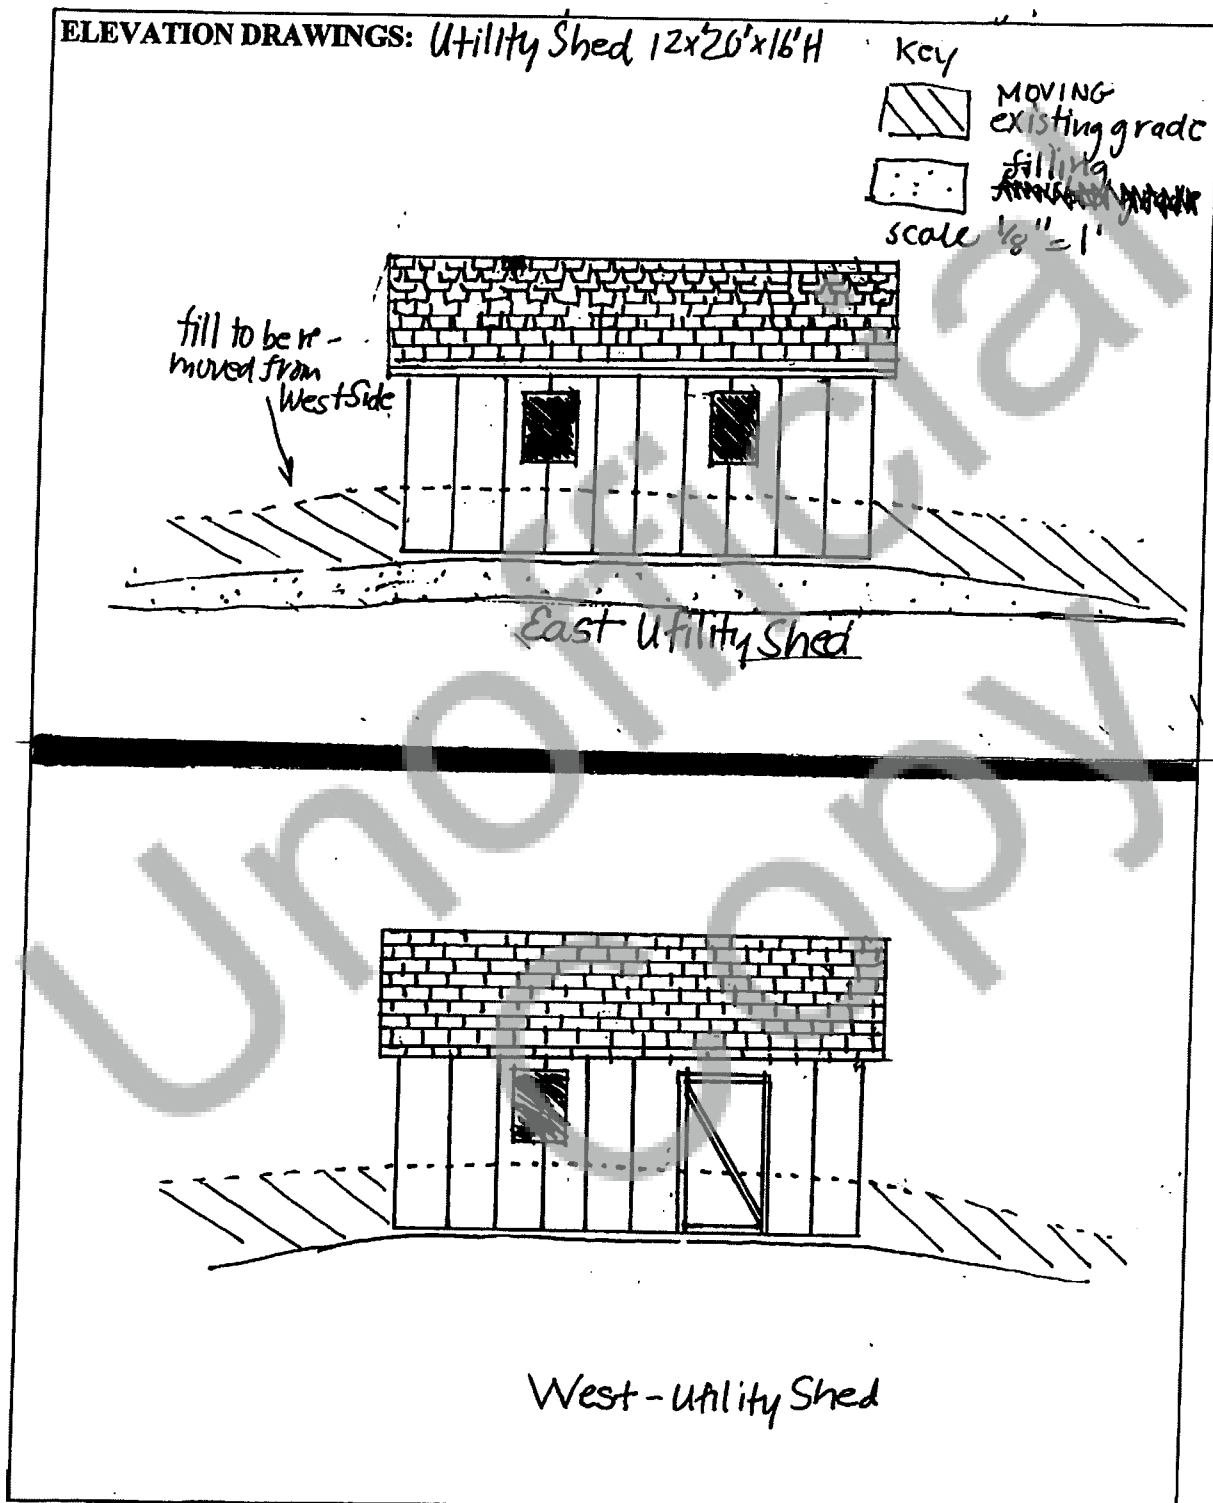 ELEVATION DRAWINGS: Utility Shed 12x20'x16'H
Key
MOVING
existing grade
filling
scale 1/8" = 1'
fill to be re-
moved from
West Side
East Utility Shed
West - Utility Shed
Unofficial
Copy